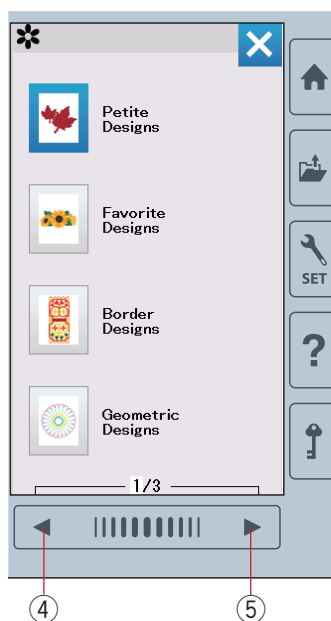 Petite
Designs
Favorite
Designs
SET
Border
Designs
?
Geometric
Designs
1/3
④
⑤